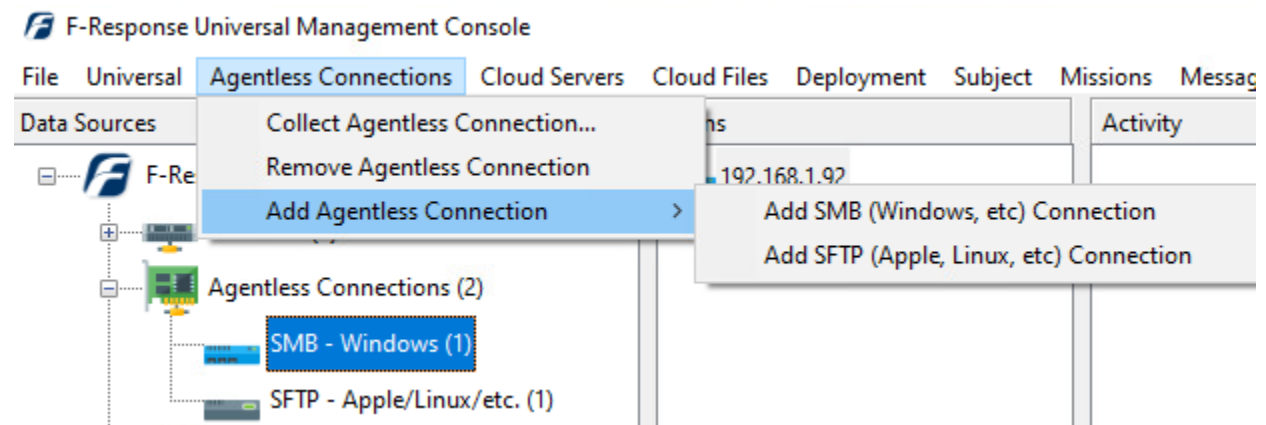 F-Response Universal Management Console
File Universal Agentless Connections Cloud Servers Cloud Files Deployment Subject Missions Messag
Data Sources
Collect Agentless Connection...
Activity
F-Re
Remove Agentless Connection
192.168.1.92
Add Agentless Connection
Add SMB (Windows, etc) Connection
Add SFTP (Apple, Linux, etc) Connection
Agentless Connections (2)
SMB - Windows (1)
SFTP - Apple/Linux/etc. (1)